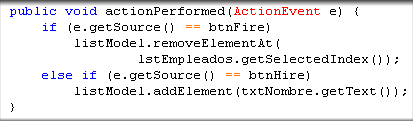 public void actionPerformed(ActionEvent e) {
    if (e.getSource() == btnFire)
        listModel.removeElementAt(
                lstEmpleados.getSelectedIndex());
    else if (e.getSource() == btnHire)
        listModel.addElement(txtNombre.getText());
}